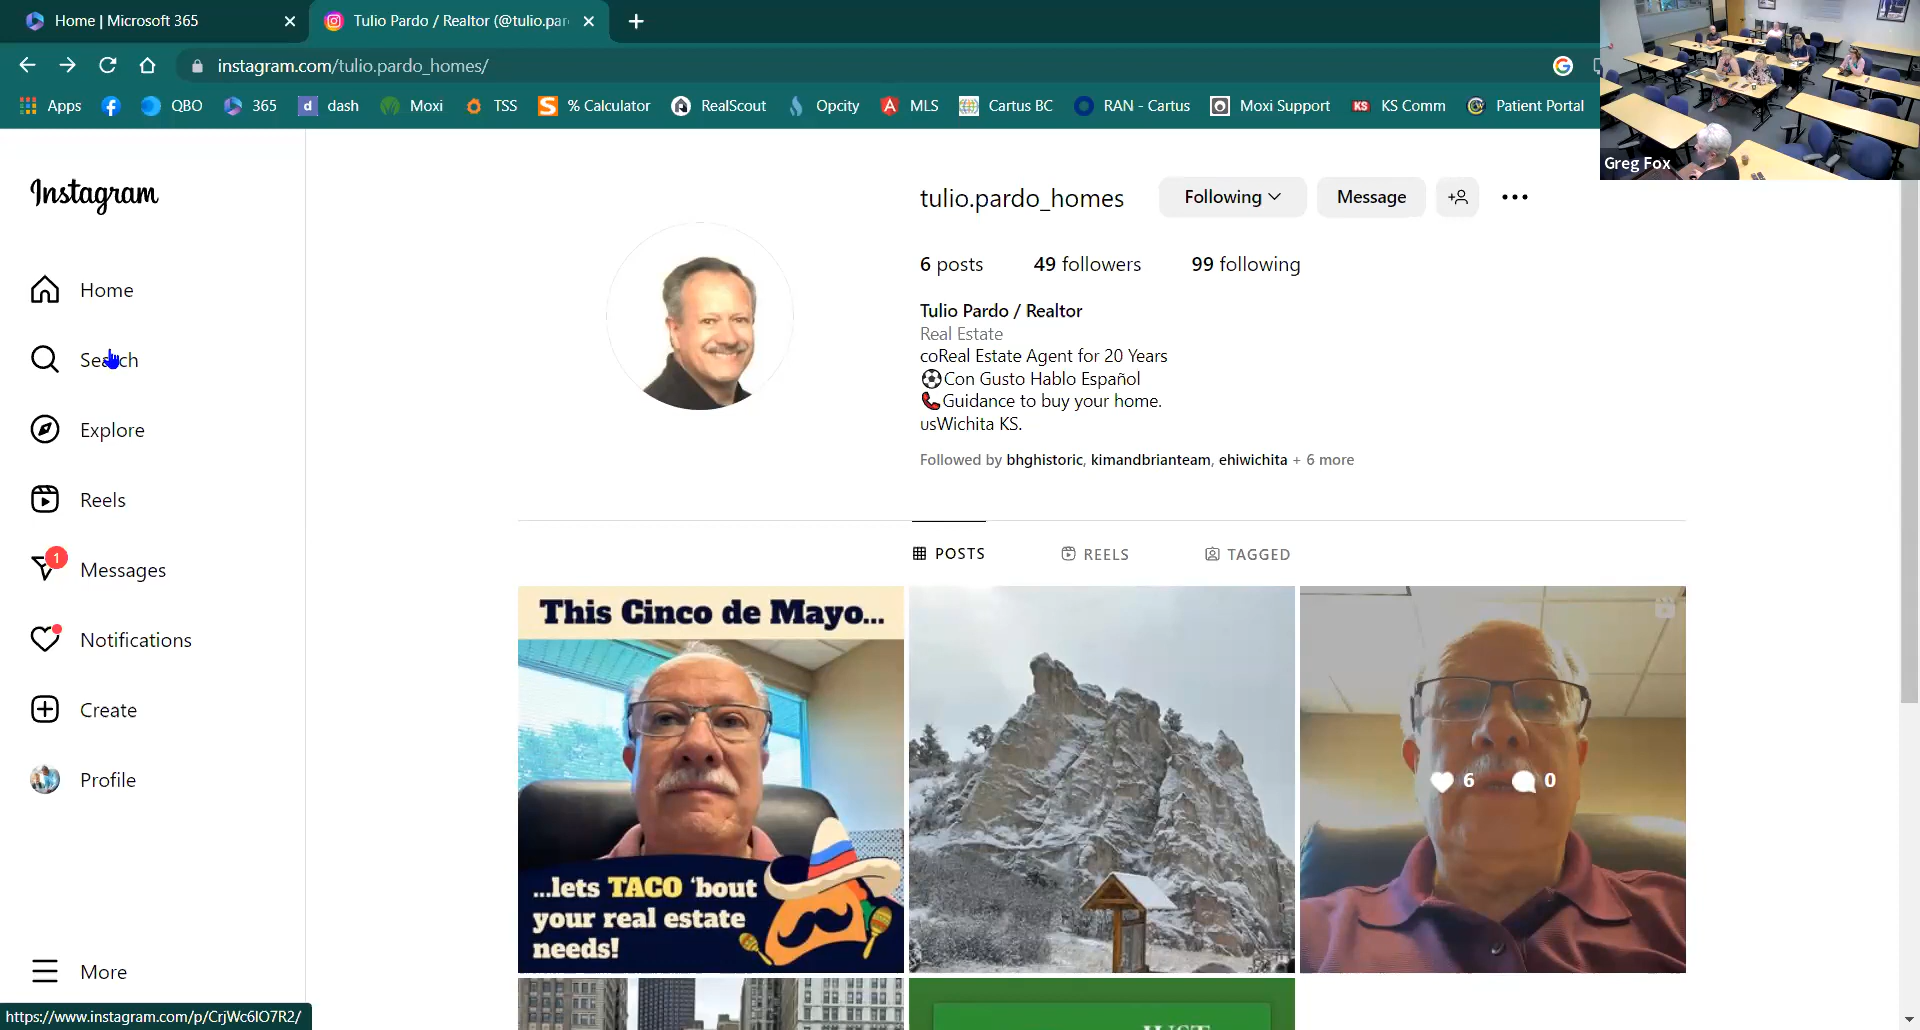 Home | Microsoft 365
Tulio Pardo / Realtor (@tulio.par
instagram.com/tulio.pardo_homes/
Apps
QBO
365
dash
Moxi
TSS
% Calculator
RealScout
Opcity
MLS
Cartus BC
RAN - Cartus
Moxi Support
KS Comm
Patient Portal
Greg Fox
Instagram
Home
Search
Explore
Reels
1
Messages
Notifications
Create
Profile
More
tulio.pardo_homes
Following
Message
6 posts 49 followers 99 following
Tulio Pardo / Realtor
Real Estate
coReal Estate Agent for 20 Years
Con Gusto Hablo Español
Guidance to buy your home.
usWichita KS.
Followed by bhghistoric, kimandbrianteam, ehiwichita + 6 more
POSTS
REELS
TAGGED
This Cinco de Mayo...
...lets TACO ‘bout
your real estate
needs!
6 0
JUST
https://www.instagram.com/p/CrjWc6lO7R2/